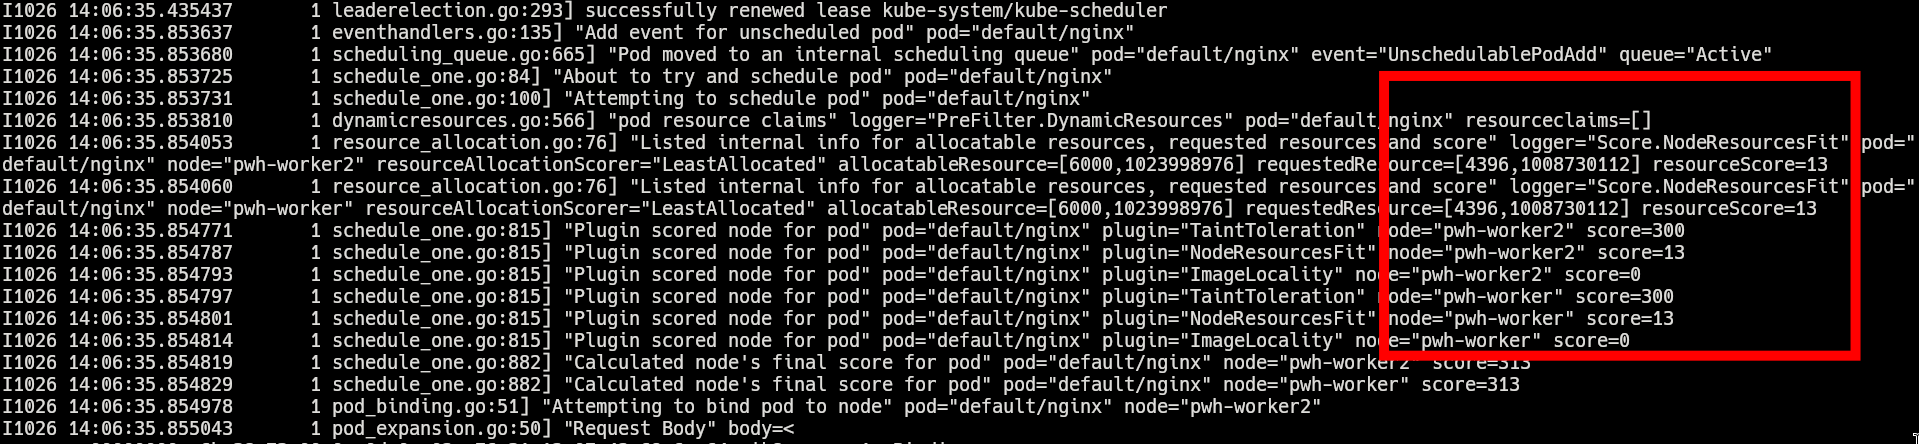 I1026 14:06:35.435437       1 leaderelection.go:293] successfully renewed lease kube-system/kube-scheduler
I1026 14:06:35.853637       1 eventhandlers.go:135] "Add event for unscheduled pod" pod="default/nginx"
I1026 14:06:35.853680       1 scheduling_queue.go:665] "Pod moved to an internal scheduling queue" pod="default/nginx" event="UnschedulablePodAdd" queue="Active"
I1026 14:06:35.853725       1 schedule_one.go:84] "About to try and schedule pod" pod="default/nginx"
I1026 14:06:35.853731       1 schedule_one.go:100] "Attempting to schedule pod" pod="default/nginx"
I1026 14:06:35.853810       1 dynamicresources.go:566] "pod resource claims" logger="PreFilter.DynamicResources" pod="default/nginx" resourceclaims=[]
I1026 14:06:35.854053       1 resource_allocation.go:76] "Listed internal info for allocatable resources, requested resources and score" logger="Score.NodeResourcesFit" pod="
default/nginx" node="pwh-worker2" resourceAllocationScorer="LeastAllocated" allocatableResource=[6000,1023998976] requestedResource=[4396,1008730112] resourceScore=13
I1026 14:06:35.854060       1 resource_allocation.go:76] "Listed internal info for allocatable resources, requested resources and score" logger="Score.NodeResourcesFit" pod="
default/nginx" node="pwh-worker" resourceAllocationScorer="LeastAllocated" allocatableResource=[6000,1023998976] requestedResource=[4396,1008730112] resourceScore=13
I1026 14:06:35.854771       1 schedule_one.go:815] "Plugin scored node for pod" pod="default/nginx" plugin="TaintToleration" node="pwh-worker2" score=300
I1026 14:06:35.854787       1 schedule_one.go:815] "Plugin scored node for pod" pod="default/nginx" plugin="NodeResourcesFit" node="pwh-worker2" score=13
I1026 14:06:35.854793       1 schedule_one.go:815] "Plugin scored node for pod" pod="default/nginx" plugin="ImageLocality" node="pwh-worker2" score=0
I1026 14:06:35.854797       1 schedule_one.go:815] "Plugin scored node for pod" pod="default/nginx" plugin="TaintToleration" node="pwh-worker" score=300
I1026 14:06:35.854801       1 schedule_one.go:815] "Plugin scored node for pod" pod="default/nginx" plugin="NodeResourcesFit" node="pwh-worker" score=13
I1026 14:06:35.854814       1 schedule_one.go:815] "Plugin scored node for pod" pod="default/nginx" plugin="ImageLocality" node="pwh-worker" score=0
I1026 14:06:35.854819       1 schedule_one.go:882] "Calculated node's final score for pod" pod="default/nginx" node="pwh-worker2" score=313
I1026 14:06:35.854829       1 schedule_one.go:882] "Calculated node's final score for pod" pod="default/nginx" node="pwh-worker" score=313
I1026 14:06:35.854978       1 pod_binding.go:51] "Attempting to bind pod to node" pod="default/nginx" node="pwh-worker2"
I1026 14:06:35.855043       1 pod_expansion.go:50] "Request Body" body=<